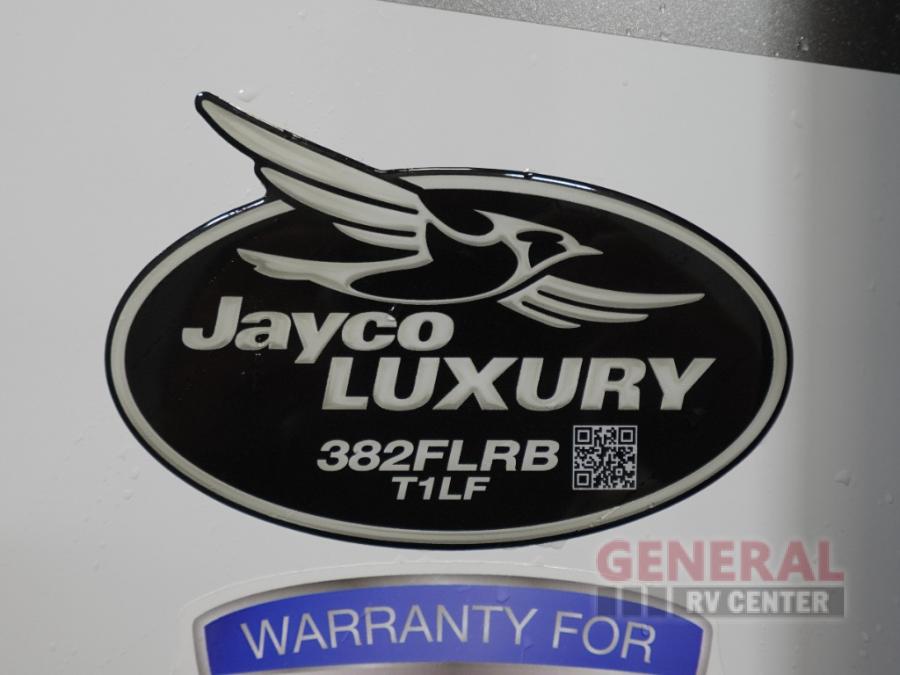 Jayco
LUXURY
382FLRB
T1LF
GENERAL
RV CENTER
WARRANTY FOR